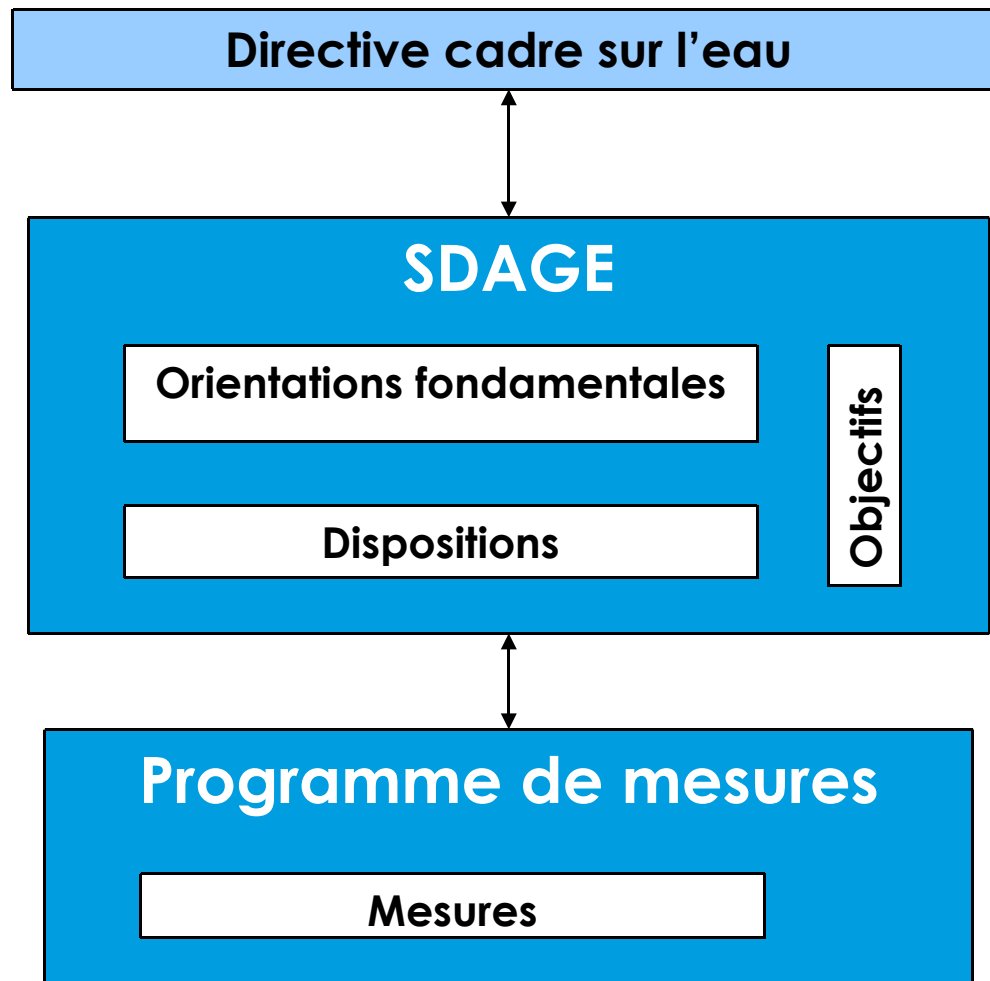 Directive cadre sur l’eau
SDAGE
Orientations fondamentales
Objectifs
Dispositions
Programme de mesures
Mesures